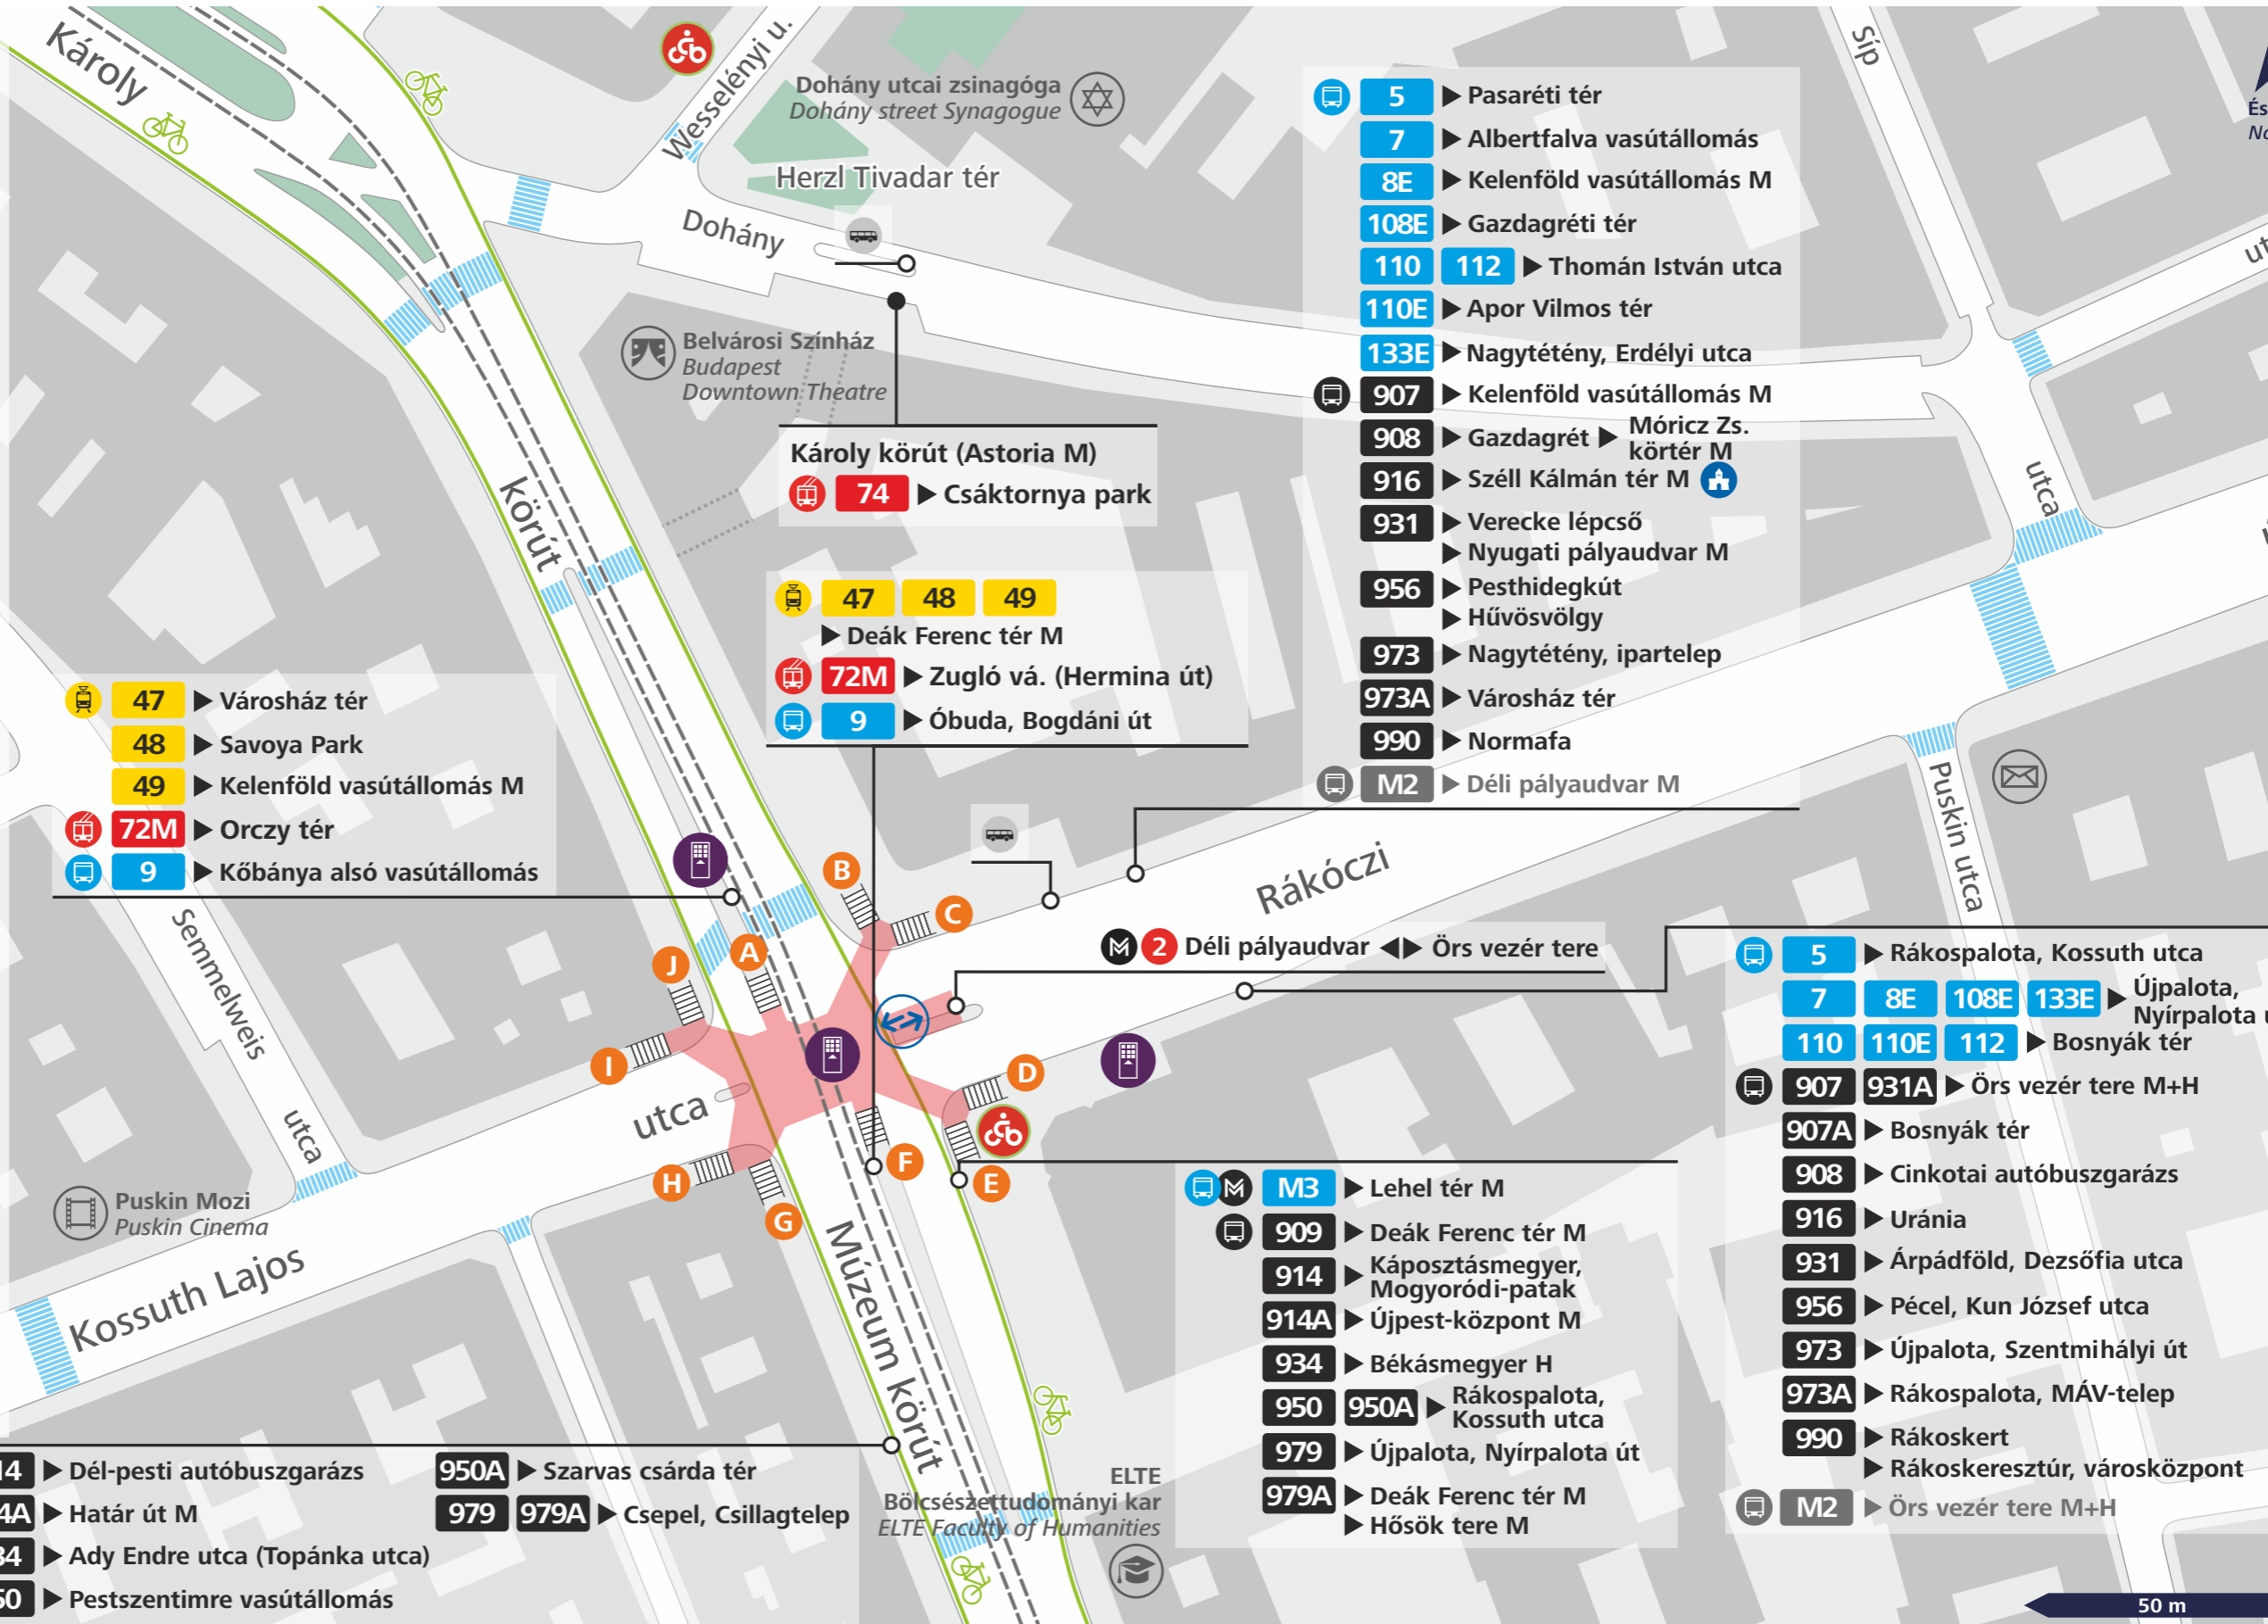 Károly
körút
Wesselényi u.
Dohány utcai zsinagóga
Dohány street Synagogue
Herzl Tivadar tér
Dohány
Síp
utca
Belvárosi Színház
Budapest
Downtown Theatre
Károly körút (Astoria M)
74 ▶ Csáktornya park
47 48 49
▶ Deák Ferenc tér M
72M ▶ Zugló vá. (Hermina út)
9 ▶ Óbuda, Bogdáni út
47 ▶ Városház tér
48 ▶ Savoya Park
49 ▶ Kelenföld vasútállomás M
72M ▶ Orczy tér
9 ▶ Kőbánya alsó vasútállomás
5 ▶ Pasaréti tér
7 ▶ Albertfalva vasútállomás
8E ▶ Kelenföld vasútállomás M
108E ▶ Gazdagréti tér
110 112 ▶ Thomán István utca
110E ▶ Apor Vilmos tér
133E ▶ Nagytétény, Erdélyi utca
907 ▶ Kelenföld vasútállomás M
908 ▶ Gazdagrét ▶ Móricz Zs.
körtér M
916 ▶ Széll Kálmán tér M
931 ▶ Verecke lépcső
▶ Nyugati pályaudvar M
956 ▶ Pesthidegkút
▶ Hűvösvölgy
973 ▶ Nagytétény, ipartelep
973A ▶ Városház tér
990 ▶ Normafa
M2 ▶ Déli pályaudvar M
Rákóczi
Puskin utca
M 2 Déli pályaudvar ◀▶ Örs vezér tere
B
C
A
J
I
D
F
E
H
G
Semmelweis
utca
utca
Kossuth Lajos
Puskin Mozi
Puskin Cinema
Múzeum körút
5 ▶ Rákospalota, Kossuth utca
7 8E 108E 133E ▶ Újpalota,
Nyírpalota
110 110E 112 ▶ Bosnyák tér
907 931A ▶ Örs vezér tere M+H
907A ▶ Bosnyák tér
908 ▶ Cinkotai autóbuszgarázs
916 ▶ Uránia
931 ▶ Árpádföld, Dezsőfia utca
956 ▶ Pécel, Kun József utca
973 ▶ Újpalota, Szentmihályi út
973A ▶ Rákospalota, MÁV-telep
990 ▶ Rákoskert
▶ Rákoskeresztúr, városközpont
M2 ▶ Örs vezér tere M+H
M3 ▶ Lehel tér M
909 ▶ Deák Ferenc tér M
914 ▶ Káposztásmegyer,
Mogyoródi-patak
914A ▶ Újpest-központ M
934 ▶ Békásmegyer H
950 950A ▶ Rákospalota,
Kossuth utca
979 ▶ Újpalota, Nyírpalota út
979A ▶ Deák Ferenc tér M
▶ Hősök tere M
▶ Dél-pesti autóbuszgarázs
▶ Határ út M
▶ Ady Endre utca (Topánka utca)
▶ Pestszentimre vasútállomás
950A ▶ Szarvas csárda tér
979 979A ▶ Csepel, Csillagtelep
ELTE
Bölcsészettudományi kar
ELTE Faculty of Humanities
50 m